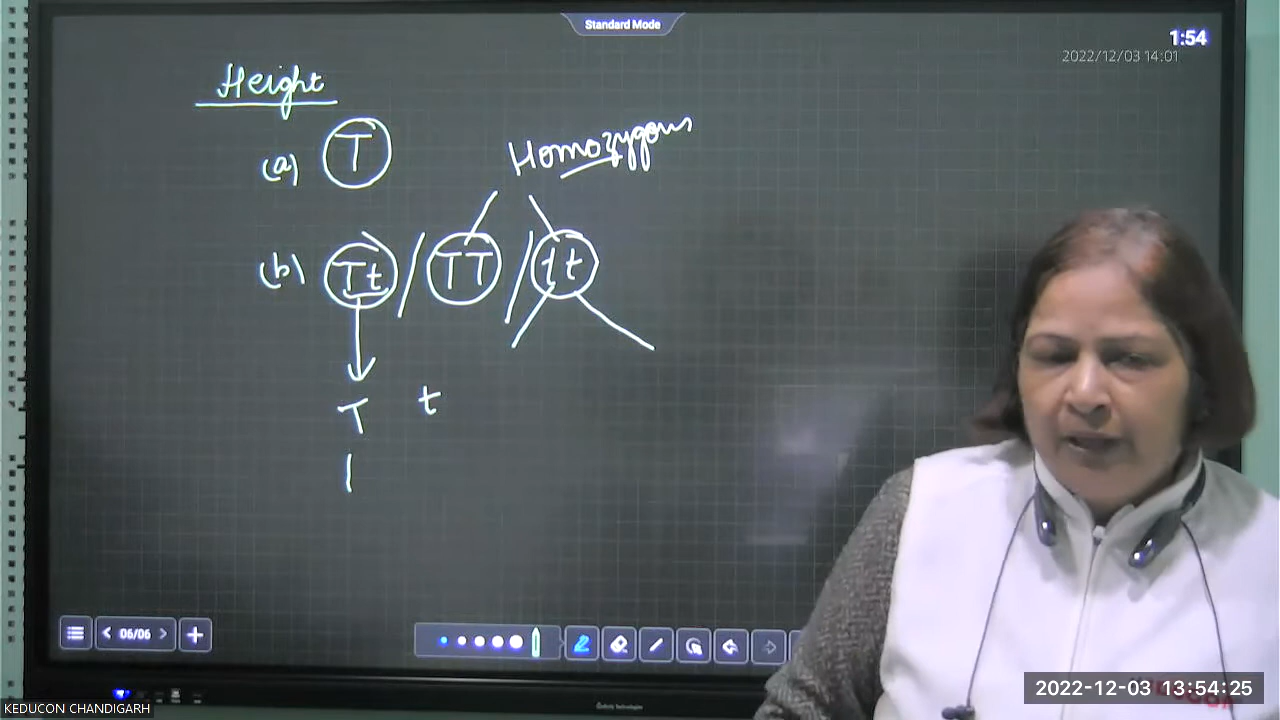 Standard Mode
1:54
2022/12/03 14:01
Height
(a) T
Homozygous
(b) Tt / TT / tt
T t
1
06/06
2022-12-03 13:54:25
KEDUCON CHANDIGARH